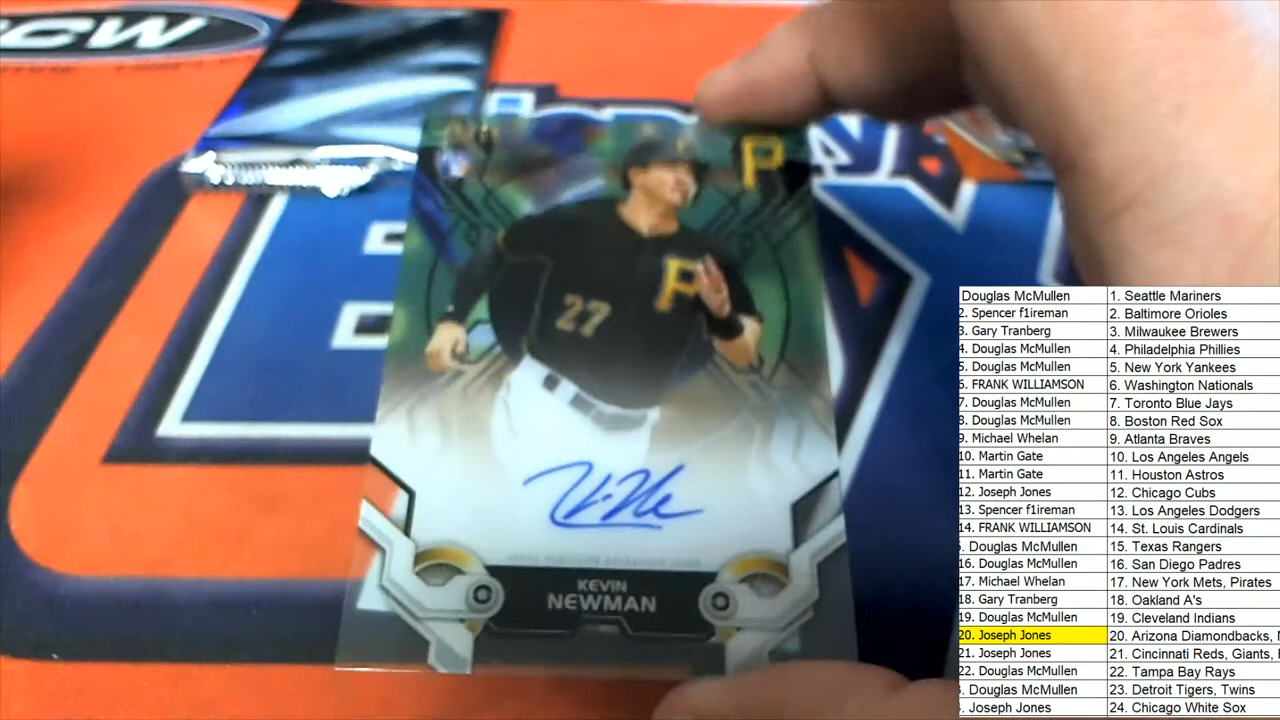 CW
P
P
27
KEVIN
NEWMAN
Douglas McMullen 1. Seattle Mariners
2. Spencer f1ireman 2. Baltimore Orioles
3. Gary Tranberg 3. Milwaukee Brewers
4. Douglas McMullen 4. Philadelphia Phillies
5. Douglas McMullen 5. New York Yankees
6. FRANK WILLIAMSON 6. Washington Nationals
7. Douglas McMullen 7. Toronto Blue Jays
8. Douglas McMullen 8. Boston Red Sox
9. Michael Whelan 9. Atlanta Braves
10. Martin Gate 10. Los Angeles Angels
11. Martin Gate 11. Houston Astros
12. Joseph Jones 12. Chicago Cubs
13. Spencer f1ireman 13. Los Angeles Dodgers
14. FRANK WILLIAMSON 14. St. Louis Cardinals
. Douglas McMullen 15. Texas Rangers
16. Douglas McMullen 16. San Diego Padres
17. Michael Whelan 17. New York Mets, Pirates
18. Gary Tranberg 18. Oakland A's
19. Douglas McMullen 19. Cleveland Indians
20. Joseph Jones 20. Arizona Diamondbacks,
21. Joseph Jones 21. Cincinnati Reds, Giants,
22. Douglas McMullen 22. Tampa Bay Rays
. Douglas McMullen 23. Detroit Tigers, Twins
. Joseph Jones 24. Chicago White Sox